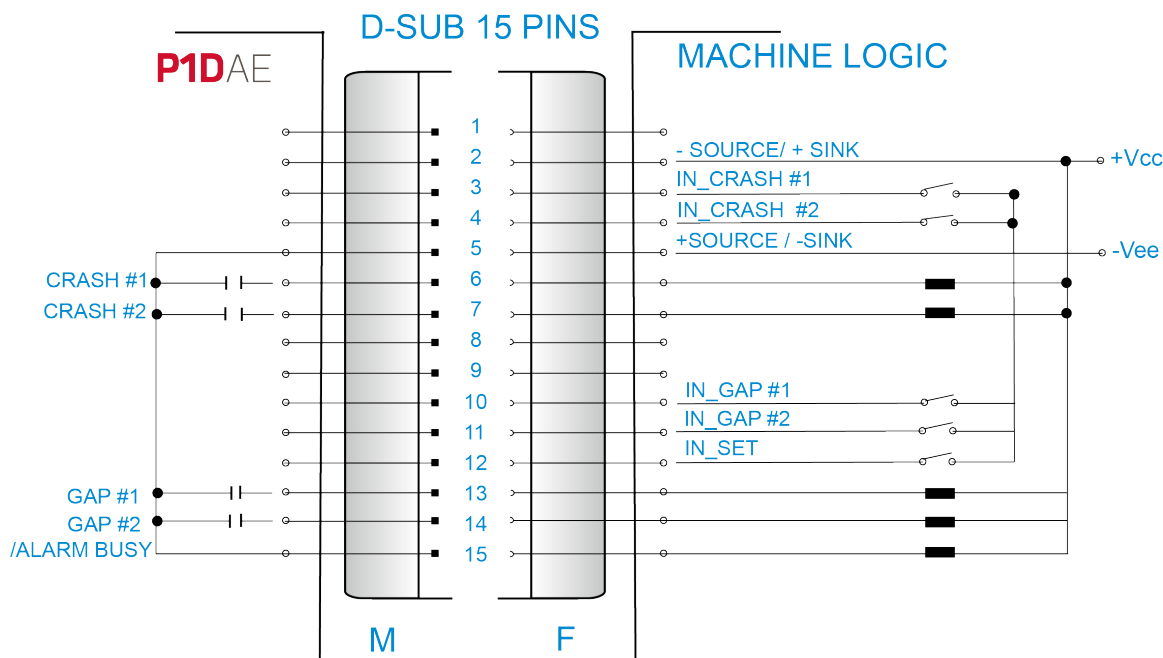 D-SUB 15 PINS
P1DAE
MACHINE LOGIC
1
2
- SOURCE/ + SINK
+Vcc
3
IN_CRASH #1
4
IN_CRASH #2
5
+SOURCE / -SINK
-Vee
CRASH #1
6
CRASH #2
7
8
9
10
IN_GAP #1
11
IN_GAP #2
12
IN_SET
GAP #1
13
GAP #2
14
/ALARM BUSY
15
M
F